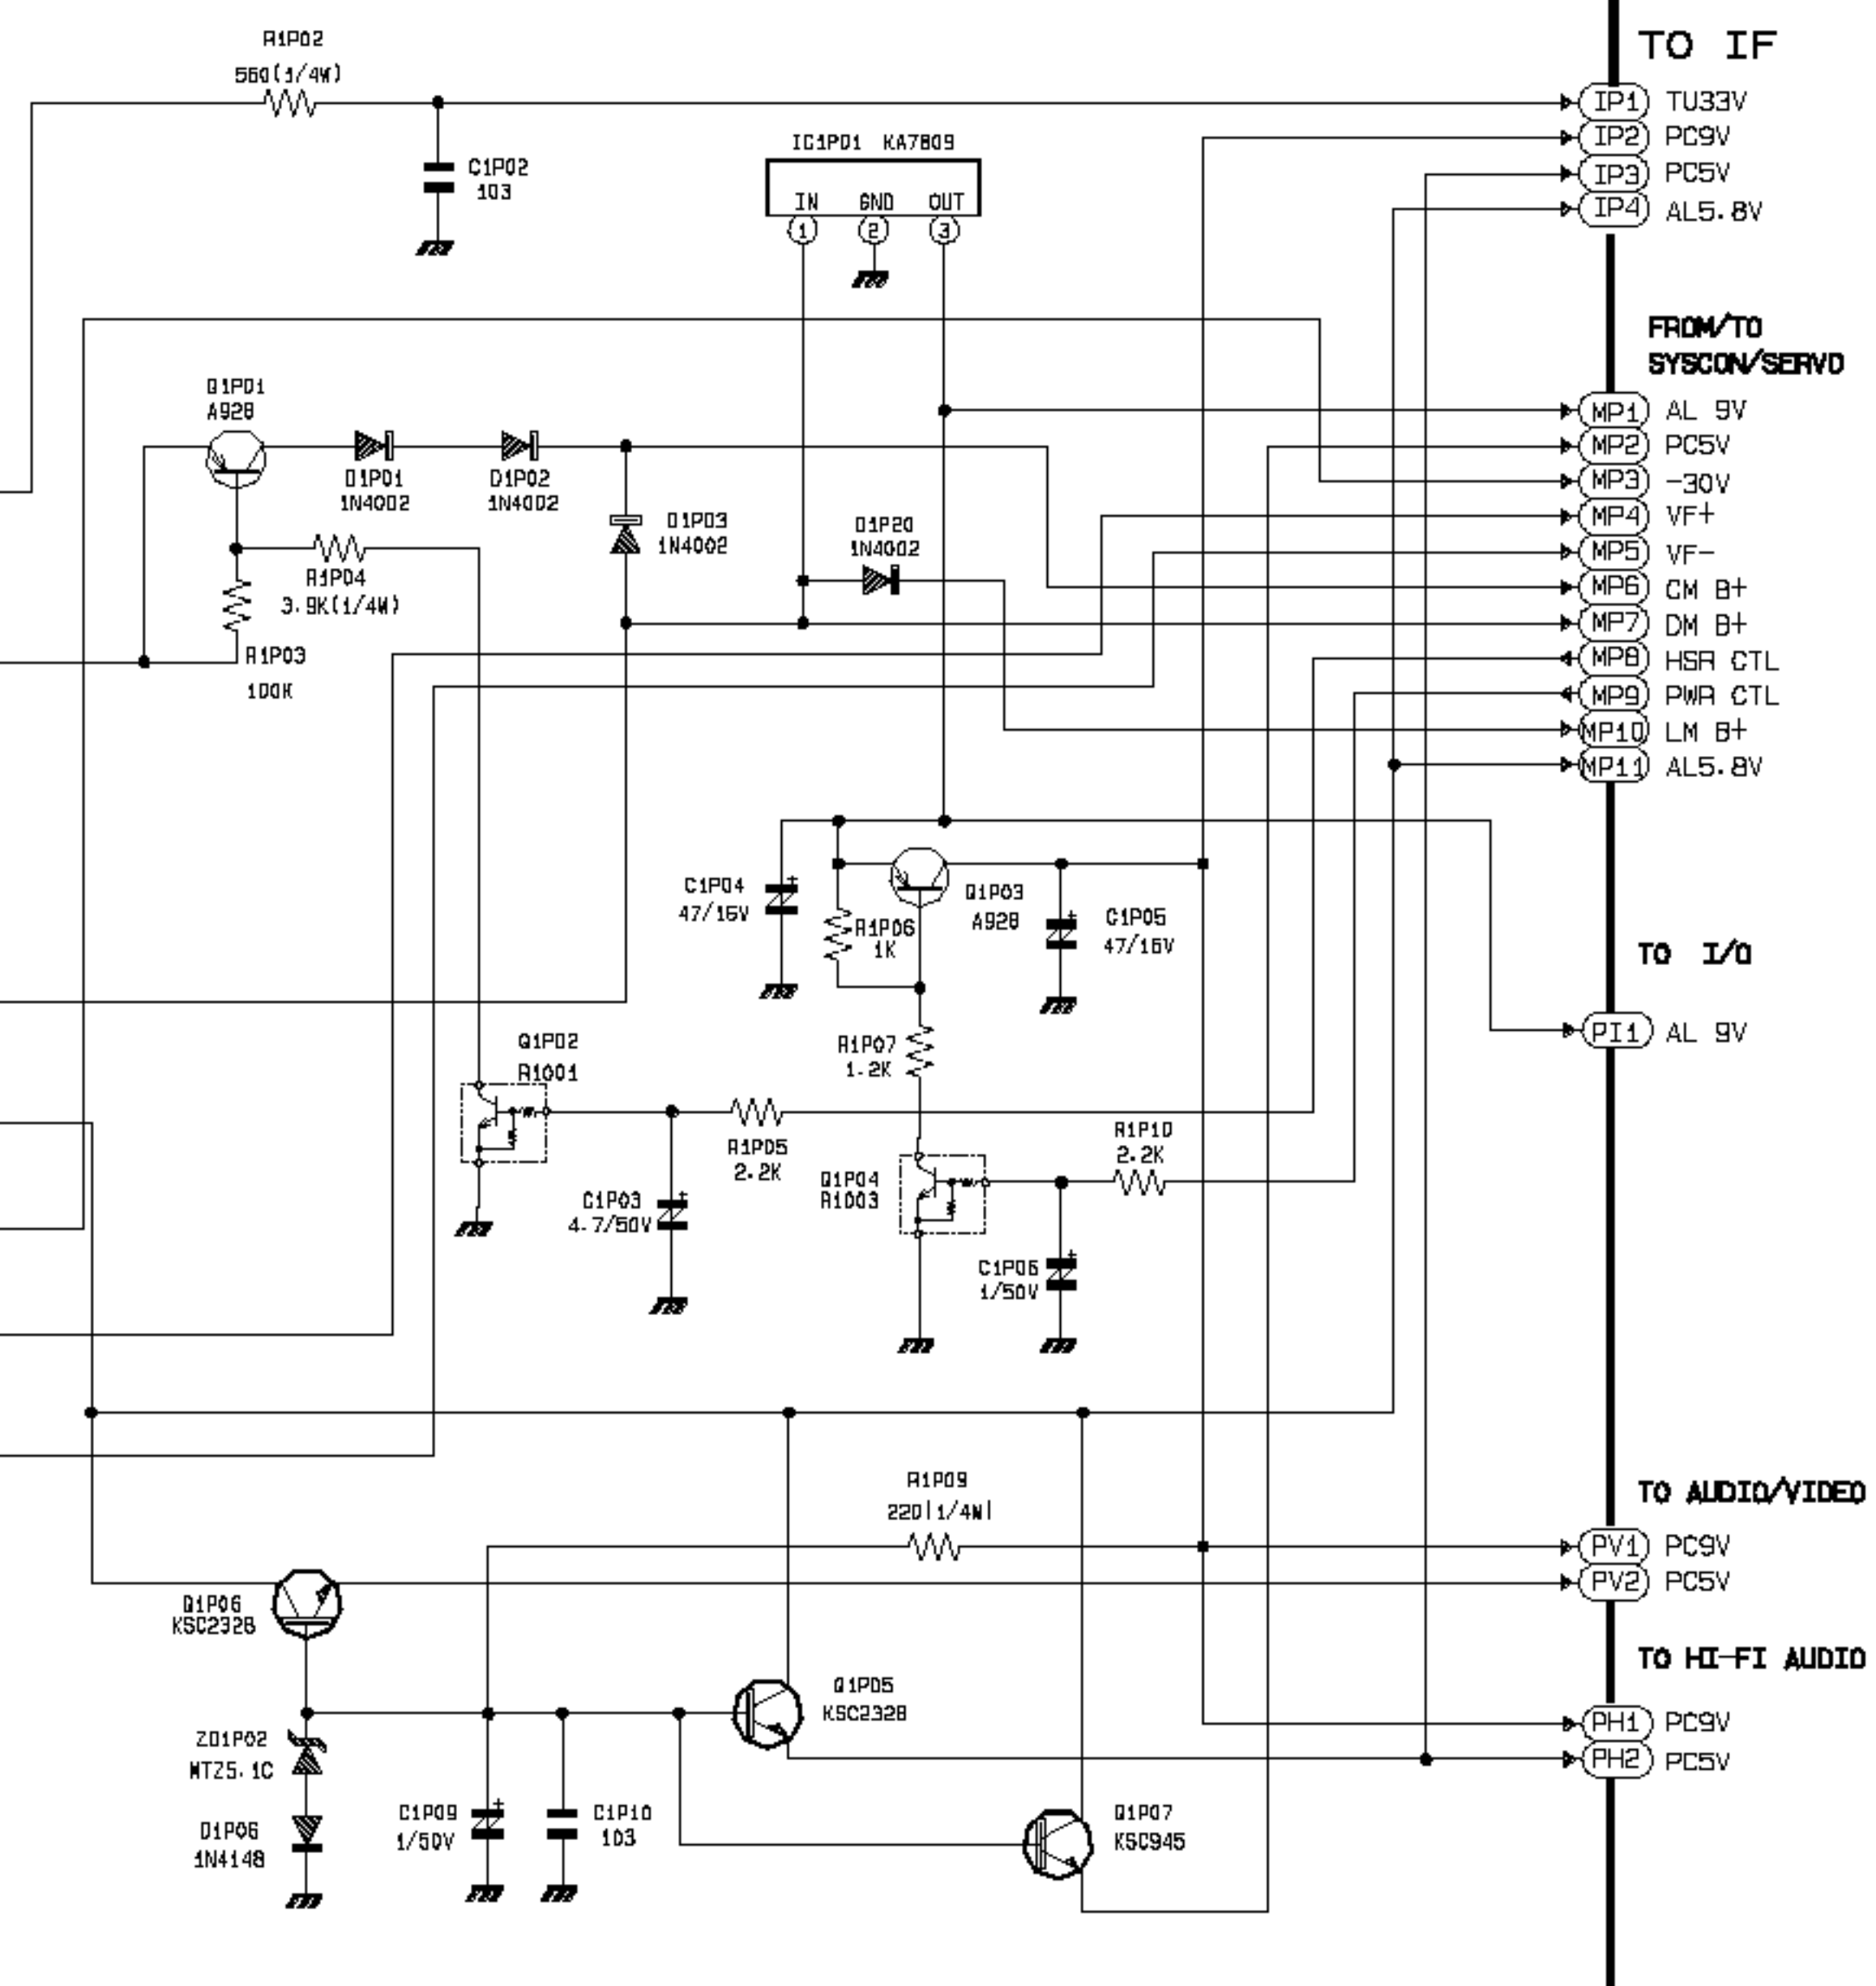 R1P02
560(1/4W)
TO IF
IP1 TU33V
IP2 PC9V
IP3 PC5V
IP4 AL5.8V
C1P02
103
IC1P01 KA7809
IN GND OUT
1 2 3
FROM/TO
SYSCON/SERVO
Q1P01
A928
MP1 AL 9V
MP2 PC5V
MP3 -30V
MP4 VF+
MP5 VF-
MP6 CM B+
MP7 DM B+
MP8 HSR CTL
MP9 PWR CTL
MP10 LM B+
MP11 AL5.8V
D1P01
1N4002
D1P02
1N4002
D1P03
1N4002
D1P20
1N4002
R1P04
3.9K(1/4W)
R1P03
100K
C1P04
47/16V
R1P06
1K
Q1P03
A928
C1P05
47/16V
TO I/O
PI1 AL 9V
R1P07
1.2K
Q1P02
R1001
R1P05
2.2K
R1P10
2.2K
Q1P04
R1003
C1P03
4.7/50V
C1P06
1/50V
R1P09
220(1/4W)
TO AUDIO/VIDEO
PV1 PC9V
PV2 PC5V
Q1P06
KSC2328
TO HI-FI AUDIO
PH1 PC9V
PH2 PC5V
Q1P05
KSC2328
ZD1P02
MTZ5.1C
D1P06
1N4148
C1P09
1/50V
C1P10
103
Q1P07
KSC945